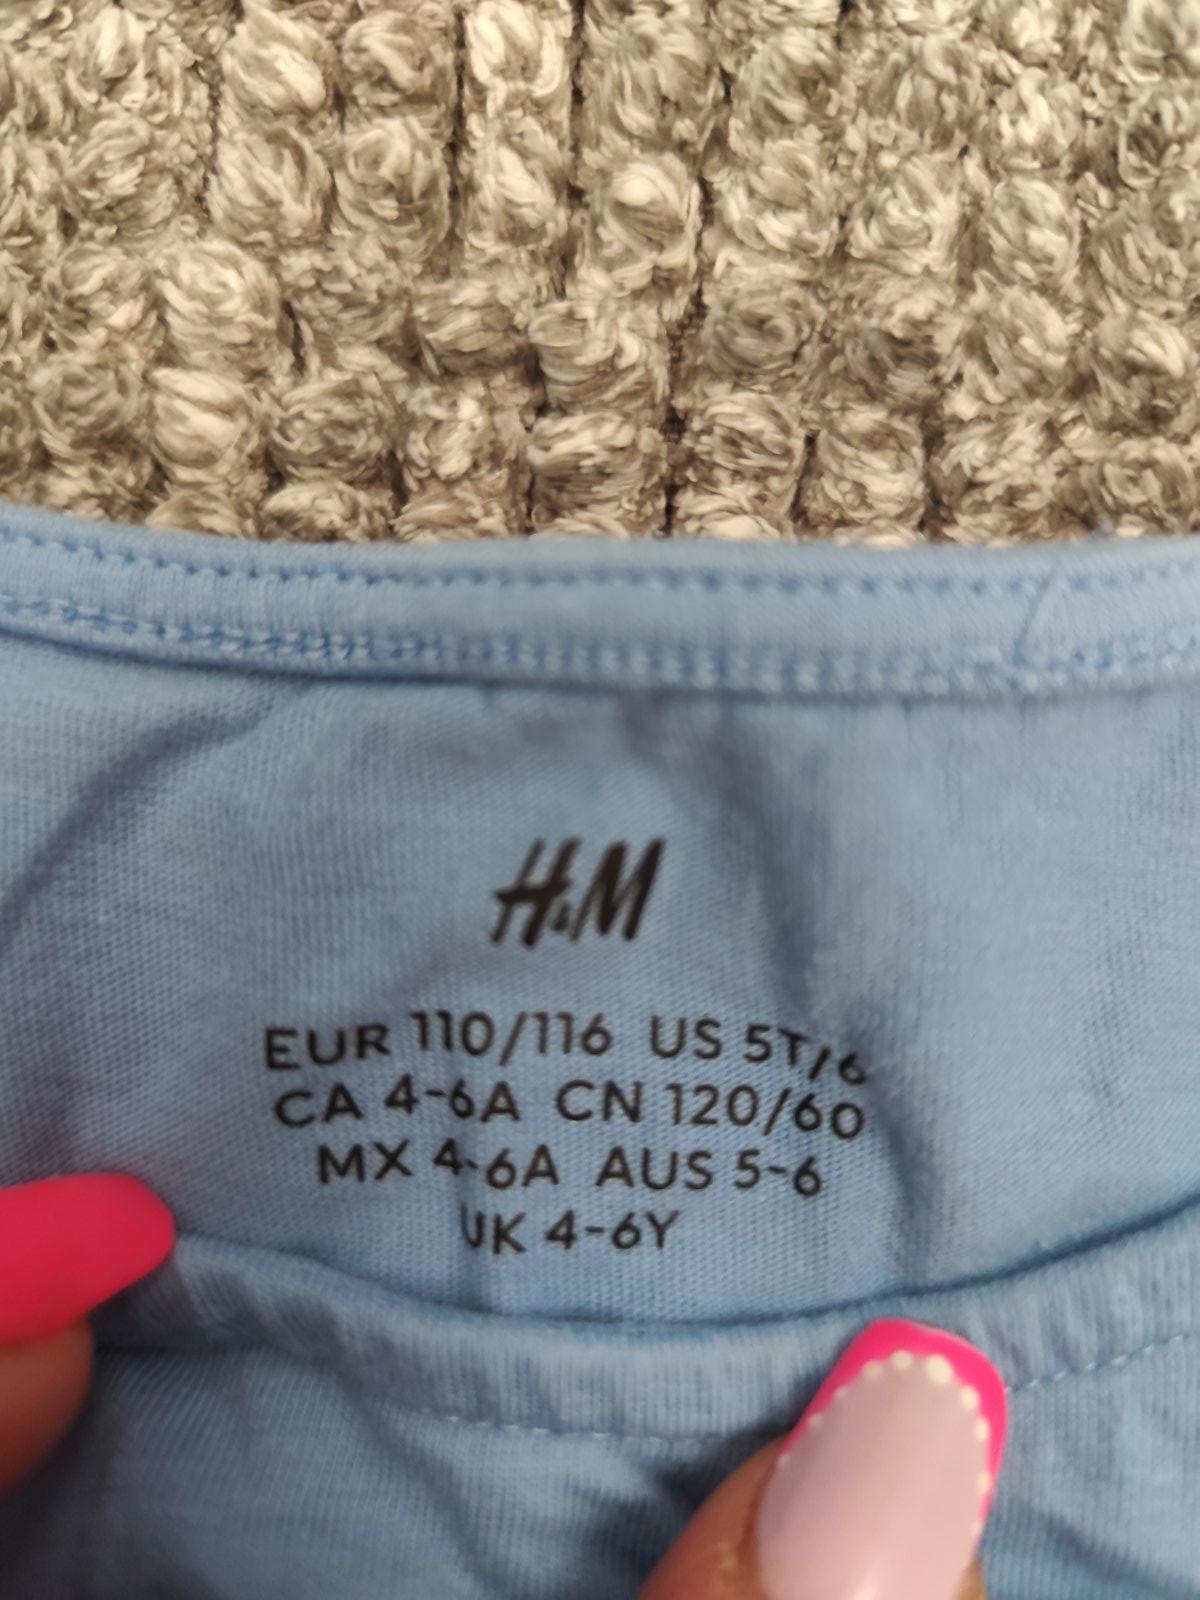 H&M
EUR 110/116 US 5T/6
CA 4-6A CN 120/60
MX 4-6A AUS 5-6
UK 4-6Y